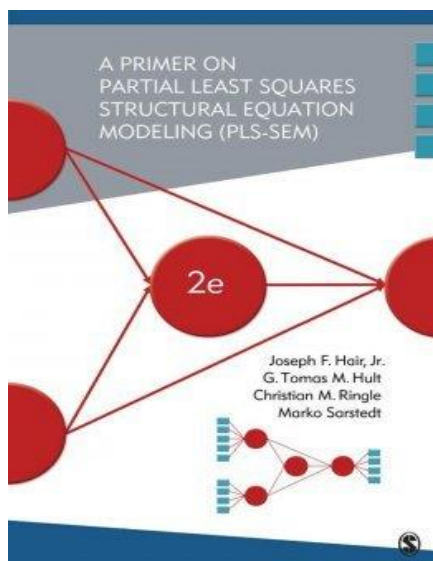 A PRIMER ON
PARTIAL LEAST SQUARES
STRUCTURAL EQUATION
MODELING (PLS-SEM)
2e
Joseph F. Hair, Jr.
G. Tomas M. Hult
Christian M. Ringle
Marko Sarstedt
S